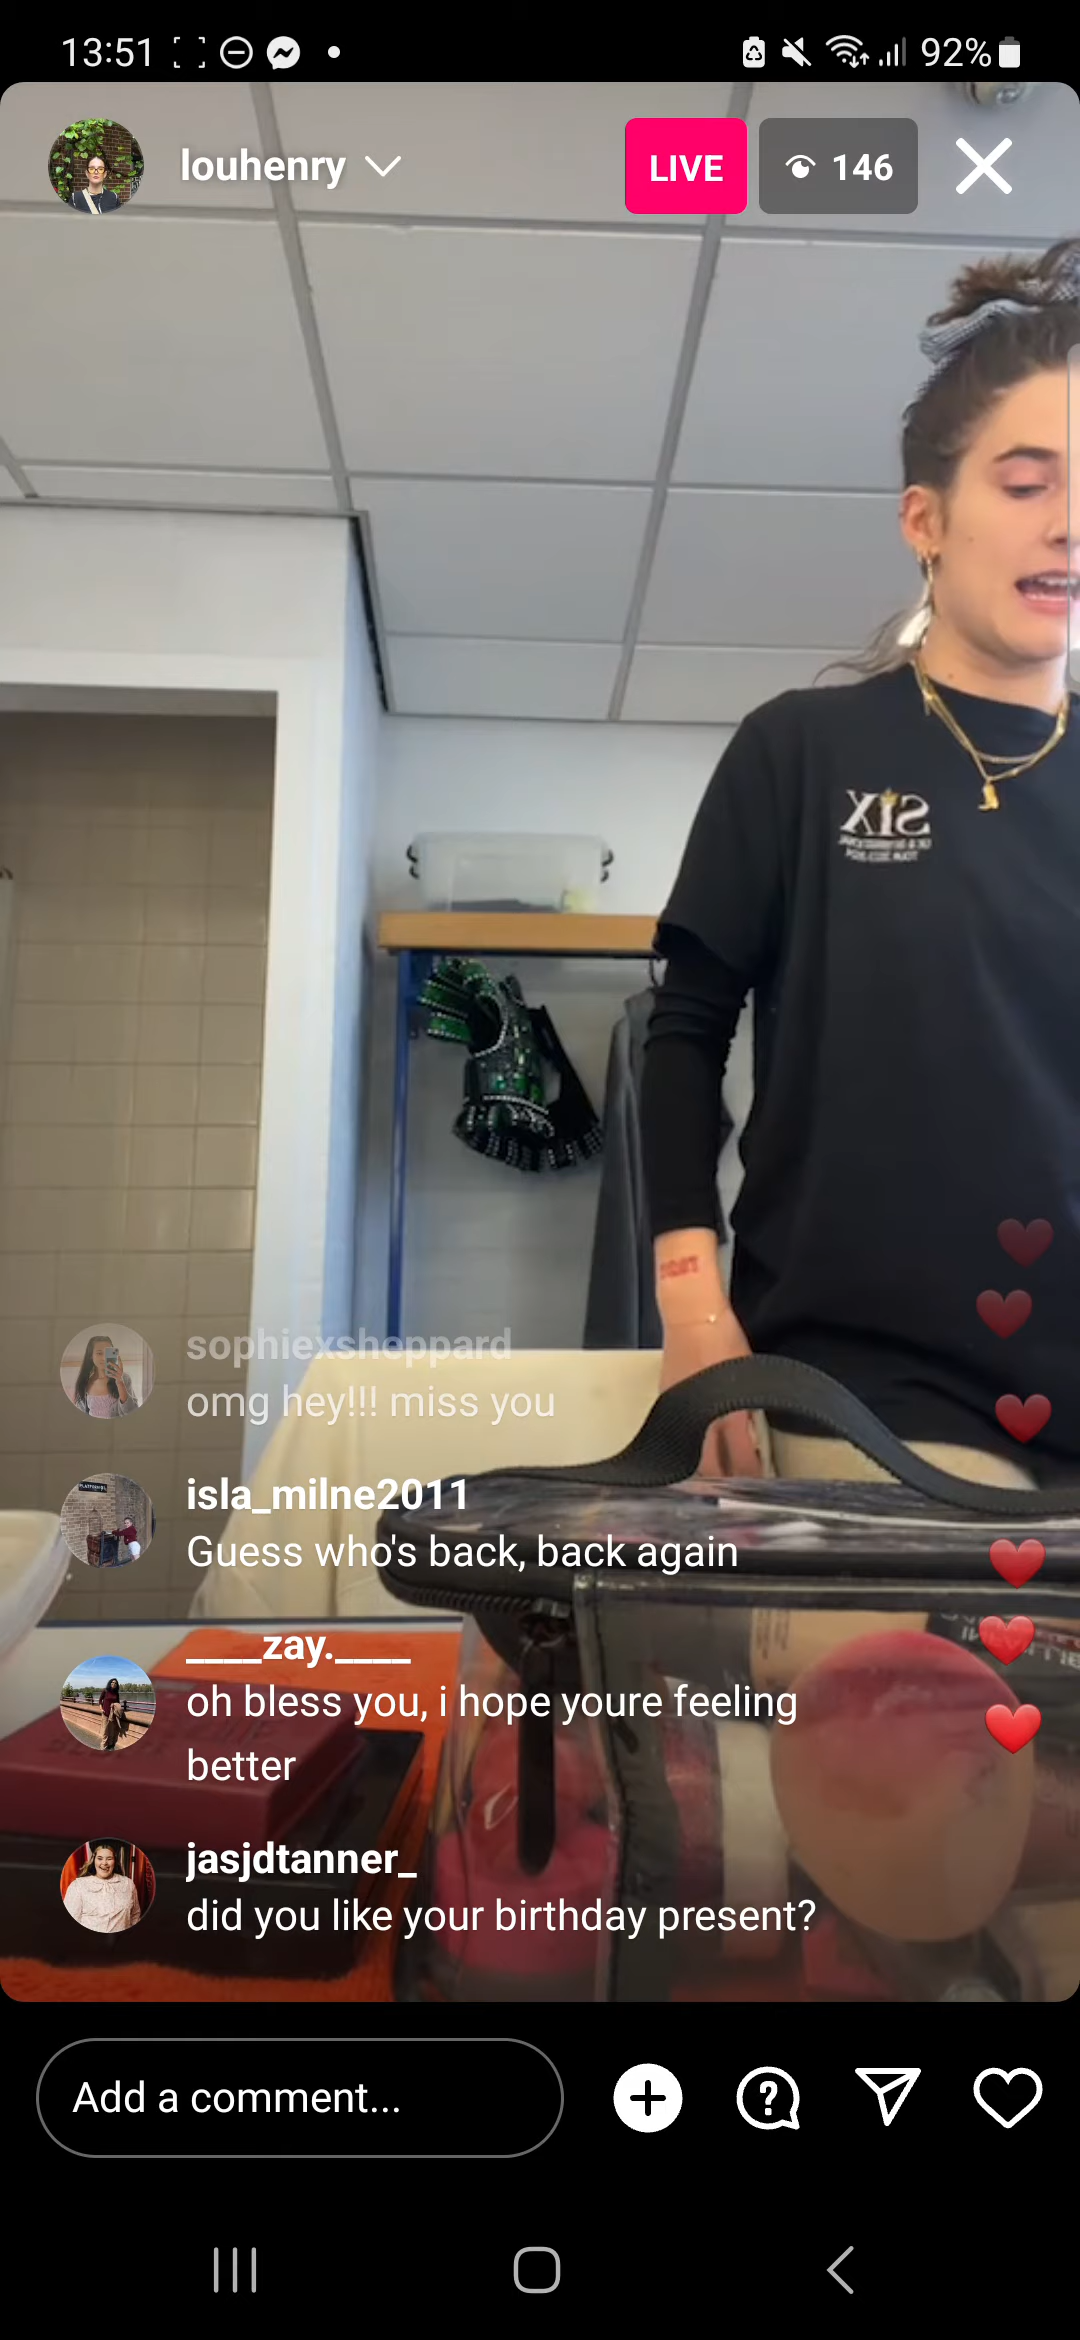 13:51
92%
louhenry
LIVE
146
SIX
sophiexsheppard
omg hey!!! miss you
isla_milne2011
Guess who's back, back again
____zay.____
oh bless you, i hope youre feeling
better
jasjdtanner_
did you like your birthday present?
Add a comment...